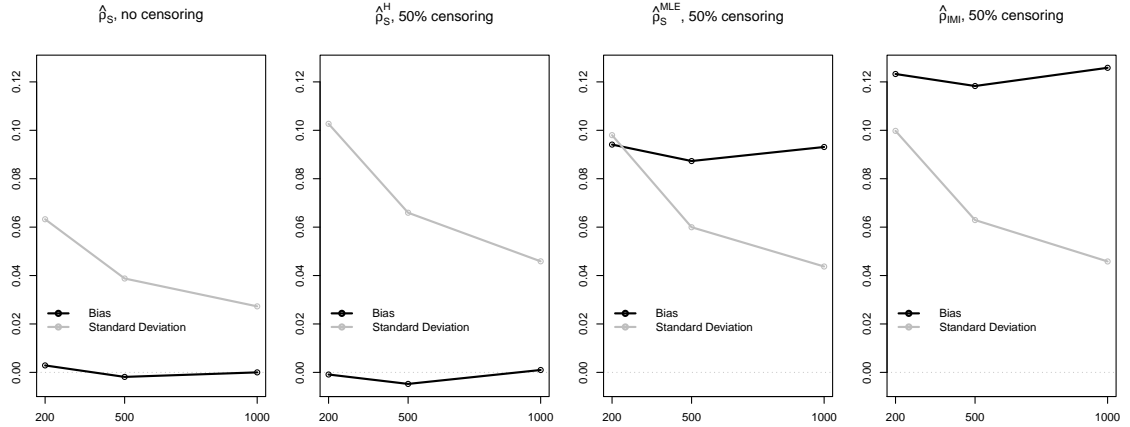 ρ̂_S, no censoring
0.00 0.02 0.04 0.06 0.08 0.10 0.12
Bias
Standard Deviation
200 500 1000
ρ̂_S^H, 50% censoring
0.00 0.02 0.04 0.06 0.08 0.10 0.12
Bias
Standard Deviation
200 500 1000
ρ̂_S^MLE, 50% censoring
0.00 0.02 0.04 0.06 0.08 0.10 0.12
Bias
Standard Deviation
200 500 1000
ρ̂_IMI, 50% censoring
0.00 0.02 0.04 0.06 0.08 0.10 0.12
Bias
Standard Deviation
200 500 1000